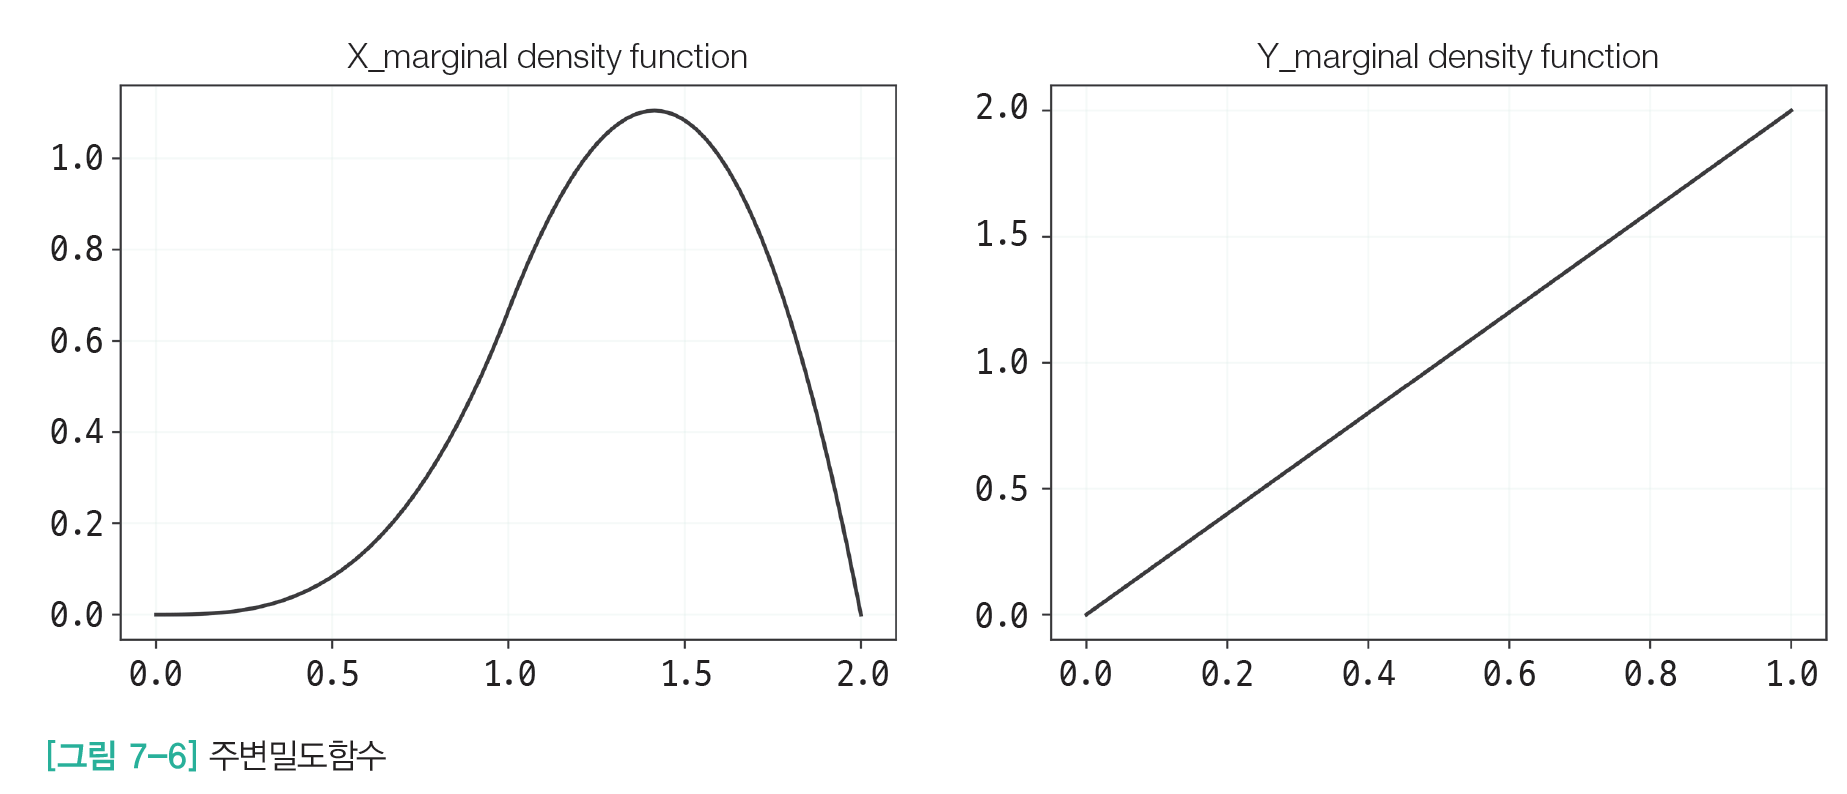 X_marginal density function
1.0
0.8
0.6
0.4
0.2
0.0
0.0 0.5 1.0 1.5 2.0
Y_marginal density function
2.0
1.5
1.0
0.5
0.0
0.0 0.2 0.4 0.6 0.8 1.0
[그림 7–6] 주변밀도함수